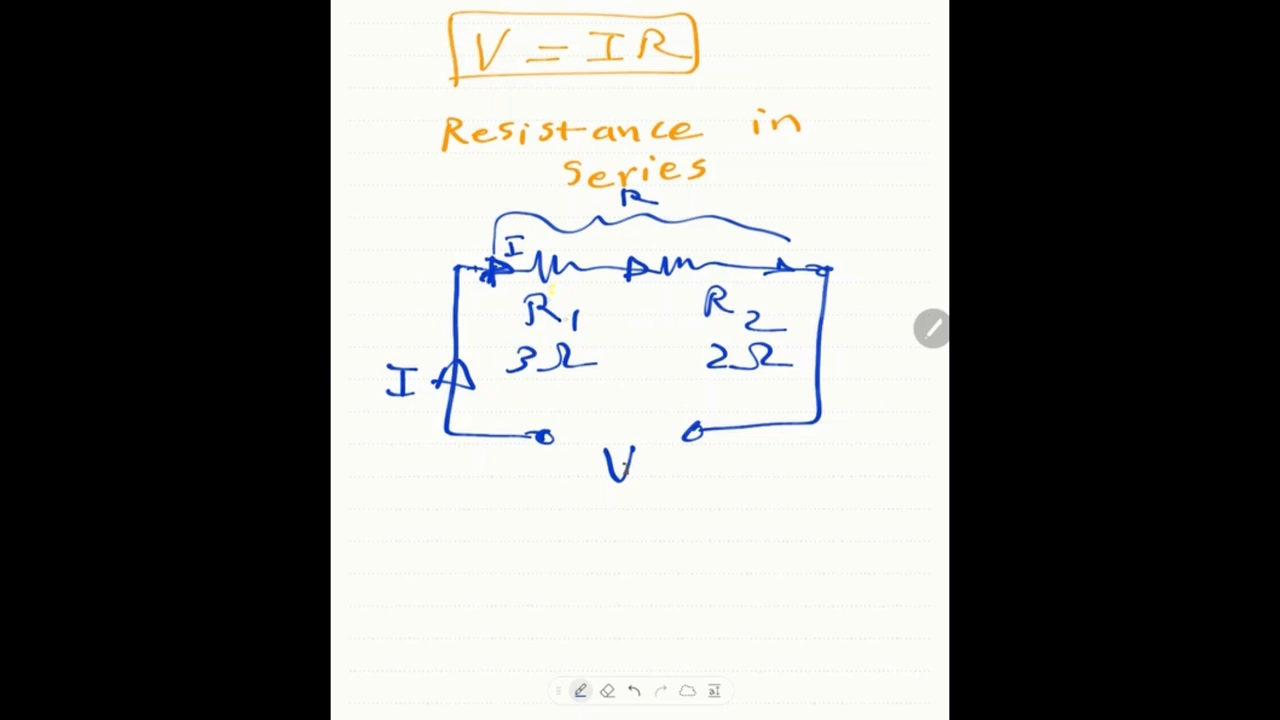 V = IR
Resistance in
series
R
I
R1 R2
3Ω 2Ω
I
V